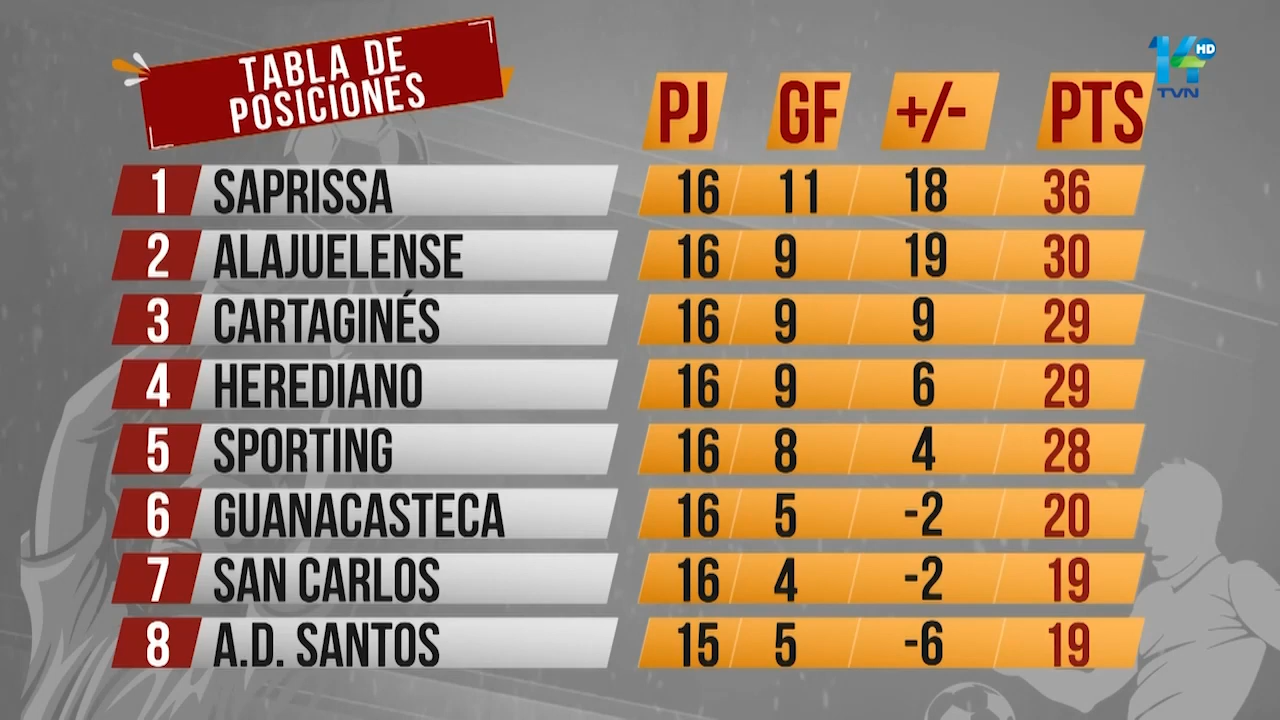 TABLA DE
POSICIONES
PJ GF +/- PTS
14 HD
TVN
1 SAPRISSA 16 11 18 36
2 ALAJUELENSE 16 9 19 30
3 CARTAGINÉS 16 9 9 29
4 HEREDIANO 16 9 6 29
5 SPORTING 16 8 4 28
6 GUANACASTECA 16 5 -2 20
7 SAN CARLOS 16 4 -2 19
8 A.D. SANTOS 15 5 -6 19